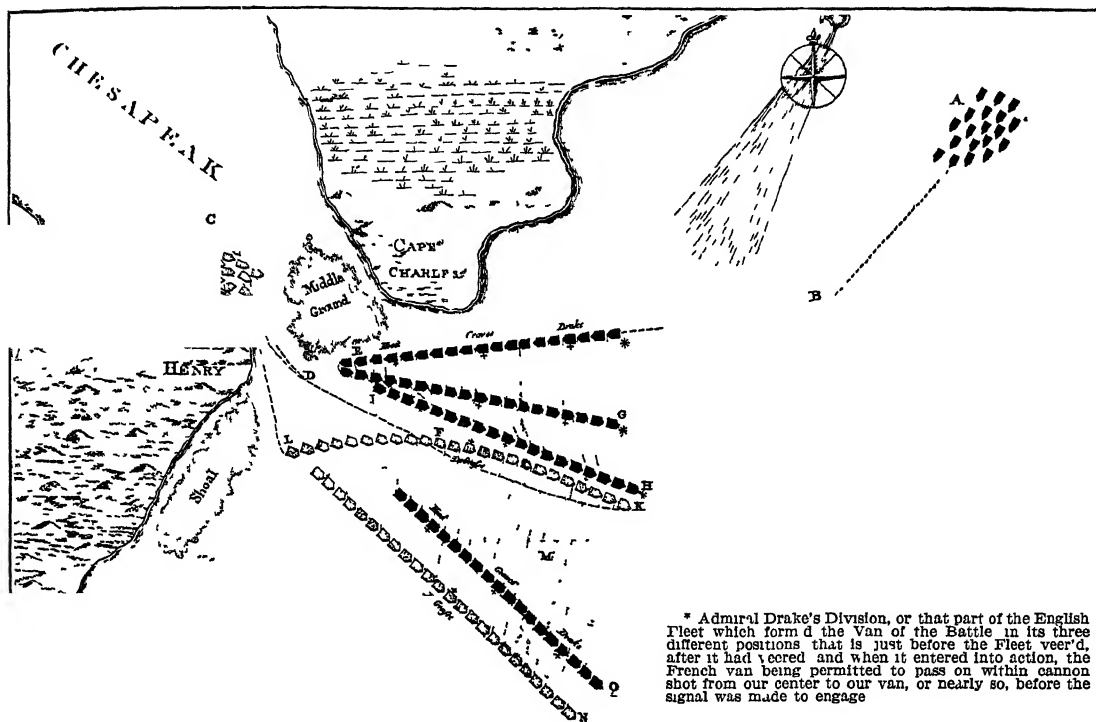 CHESAPEAK
A
C
B
CAPE
CHARLES
Middle
Ground
Graves
Drake
Hood
E
D
HENRY
I
G
L
F
H
K
Shoal
Hood
M
Graves
Drake
O
N
* Admiral Drake's Division, or that part of the English
Fleet which form d the Van of the Battle in its three
different positions that is just before the Fleet veer'd,
after it had veered and when it entered into action, the
French van being permitted to pass on within cannon
shot from our center to our van, or nearly so, before the
signal was made to engage